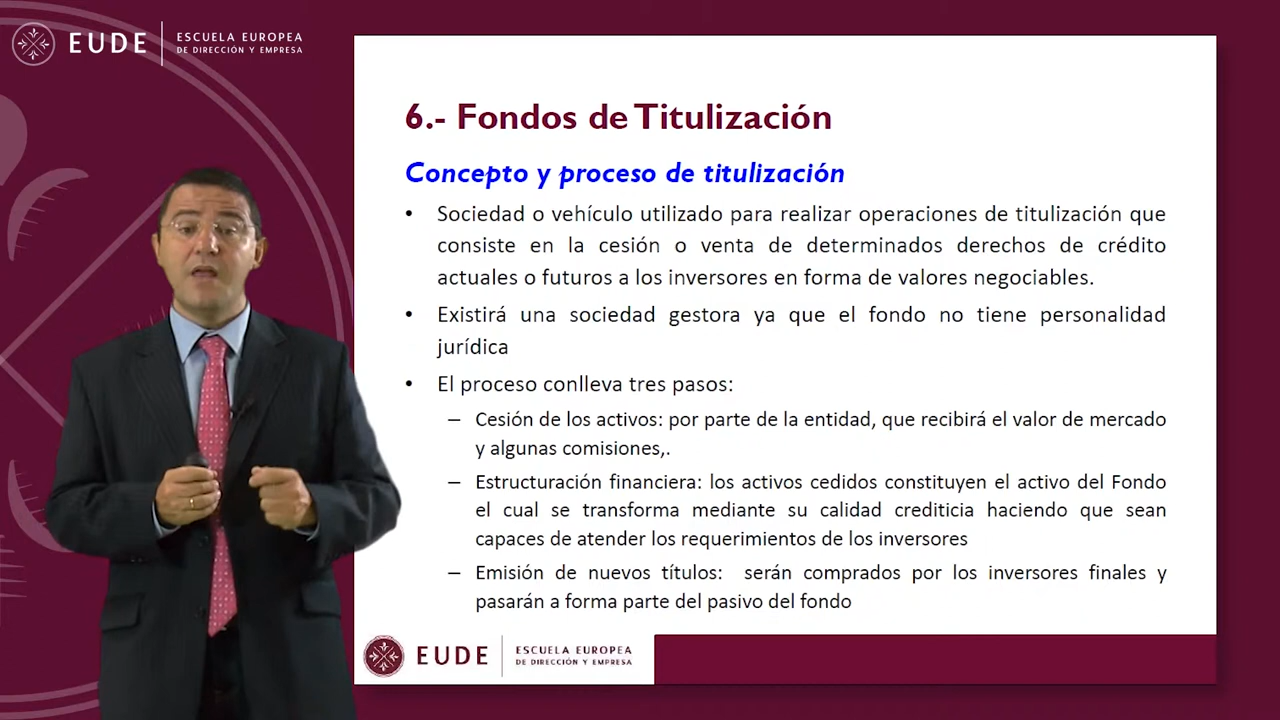 EUDE
ESCUELA EUROPEA
DE DIRECCIÓN Y EMPRESA
6.- Fondos de Titulización
Concepto y proceso de titulización
• Sociedad o vehículo utilizado para realizar operaciones de titulización que
consiste en la cesión o venta de determinados derechos de crédito
actuales o futuros a los inversores en forma de valores negociables.
• Existirá una sociedad gestora ya que el fondo no tiene personalidad
jurídica
• El proceso conlleva tres pasos:
– Cesión de los activos: por parte de la entidad, que recibirá el valor de mercado
y algunas comisiones,.
– Estructuración financiera: los activos cedidos constituyen el activo del Fondo
el cual se transforma mediante su calidad crediticia haciendo que sean
capaces de atender los requerimientos de los inversores
– Emisión de nuevos títulos: serán comprados por los inversores finales y
pasarán a forma parte del pasivo del fondo
EUDE
ESCUELA EUROPEA
DE DIRECCIÓN Y EMPRESA